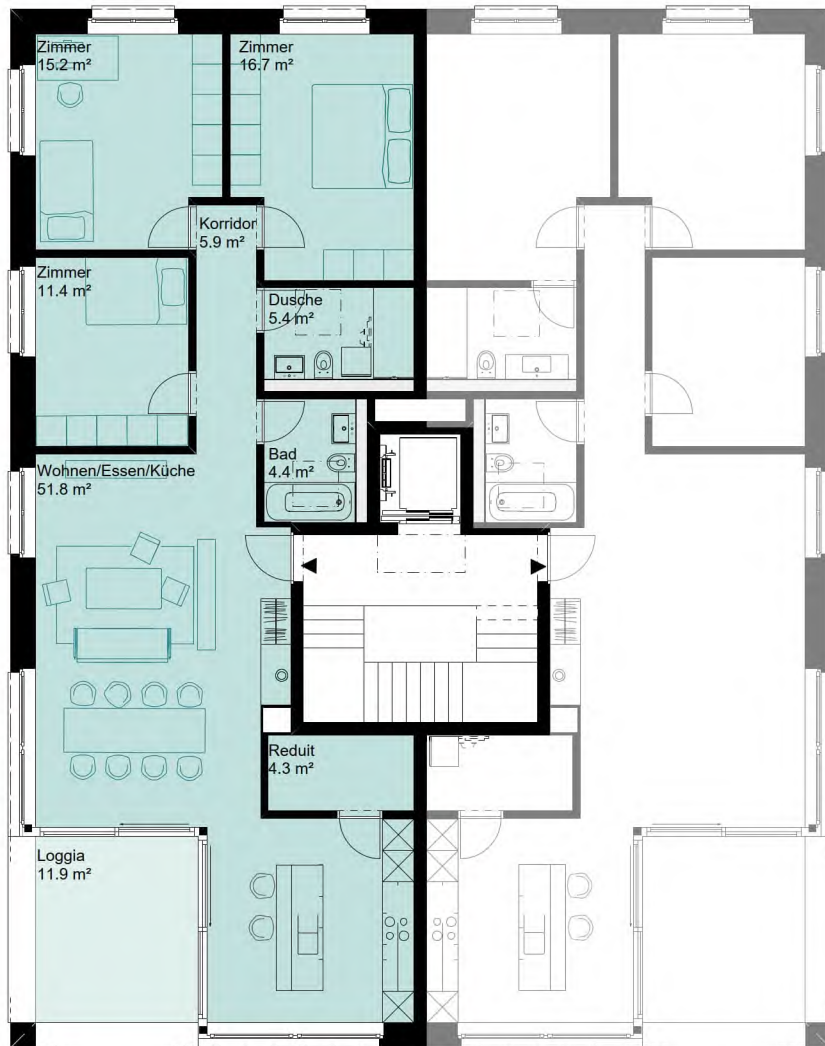 Zimmer
15.2 m²
Zimmer
16.7 m²
Korridor
5.9 m²
Zimmer
11.4 m²
Dusche
5.4 m²
Bad
4.4 m²
Wohnen/Essen/Küche
51.8 m²
Reduit
4.3 m²
Loggia
11.9 m²